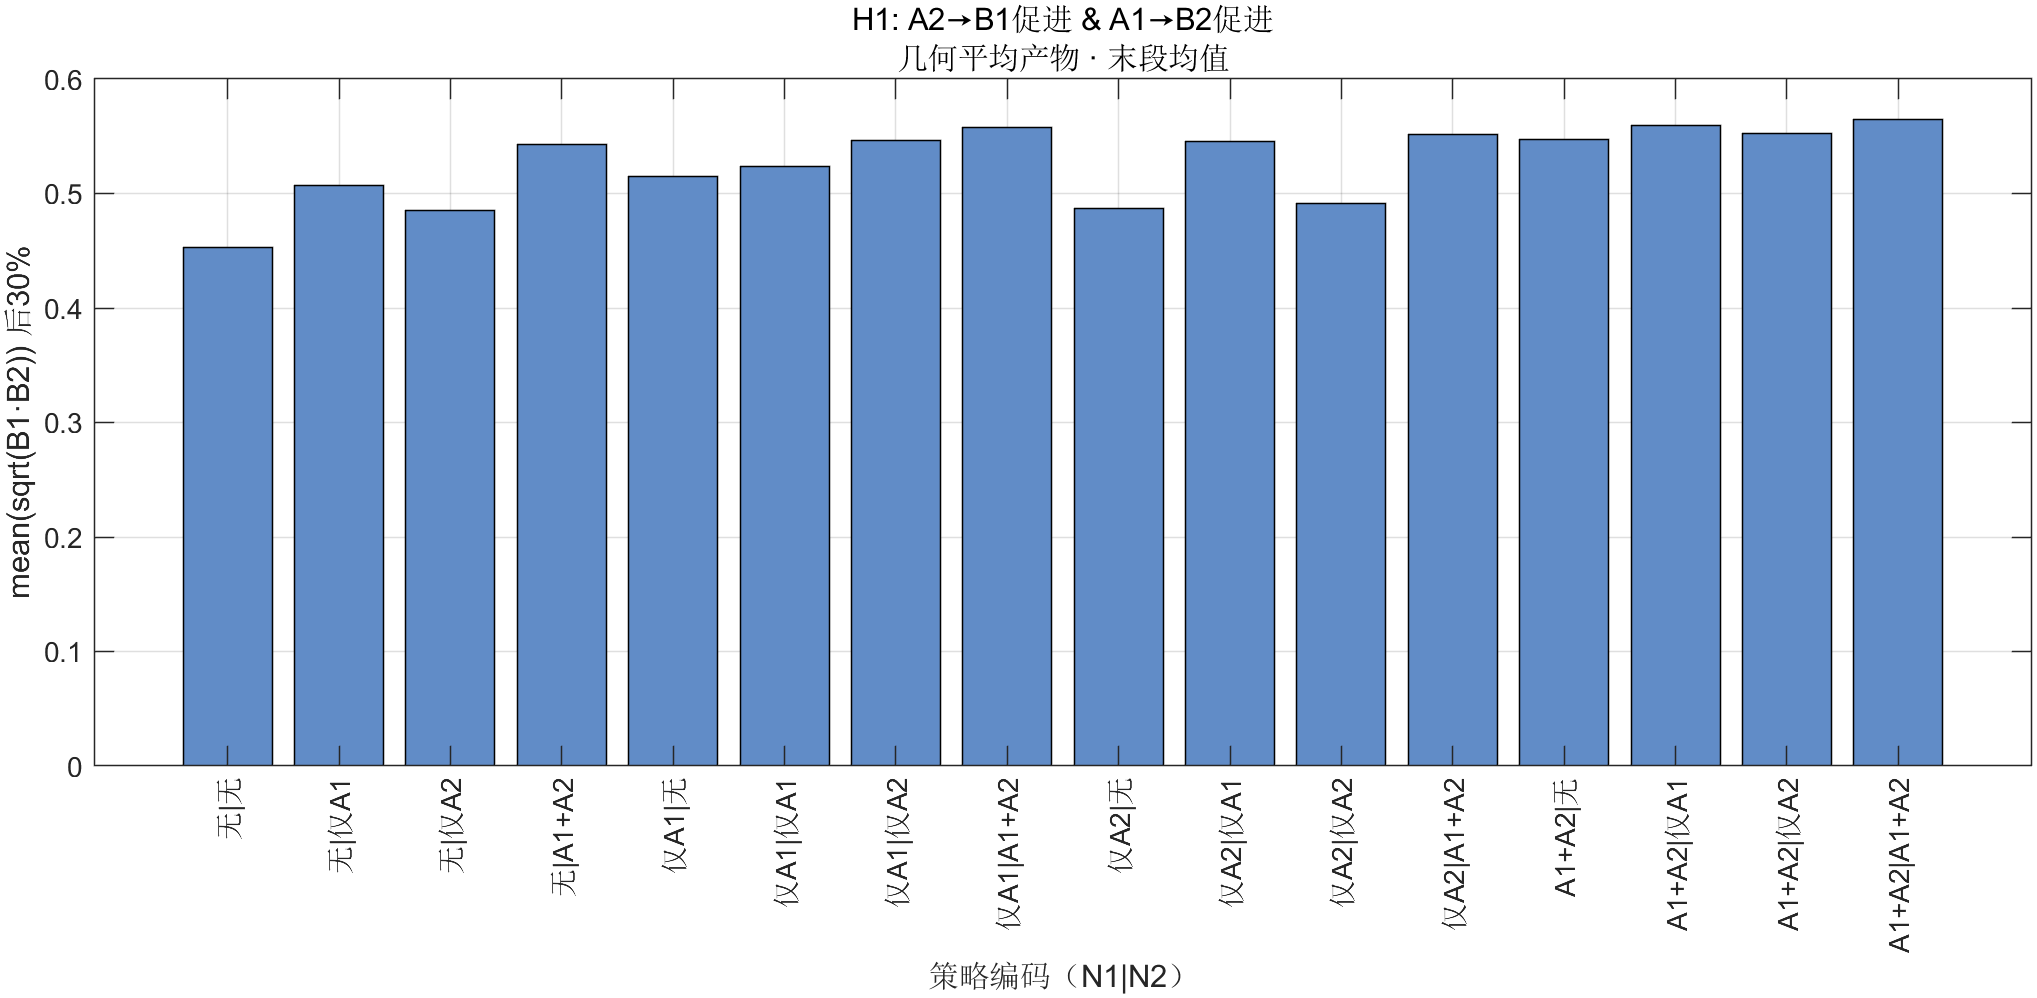 H1: A2→B1促进 & A1→B2促进
几何平均产物 · 末段均值
mean(sqrt(B1·B2)) 后30%
0.6
0.5
0.4
0.3
0.2
0.1
0
无|无
无|仅A1
无|仅A2
无|A1+A2
仅A1|无
仅A1|仅A1
仅A1|仅A2
仅A1|A1+A2
仅A2|无
仅A2|仅A1
仅A2|仅A2
仅A2|A1+A2
A1+A2|无
A1+A2|仅A1
A1+A2|仅A2
A1+A2|A1+A2
策略编码（N1|N2）